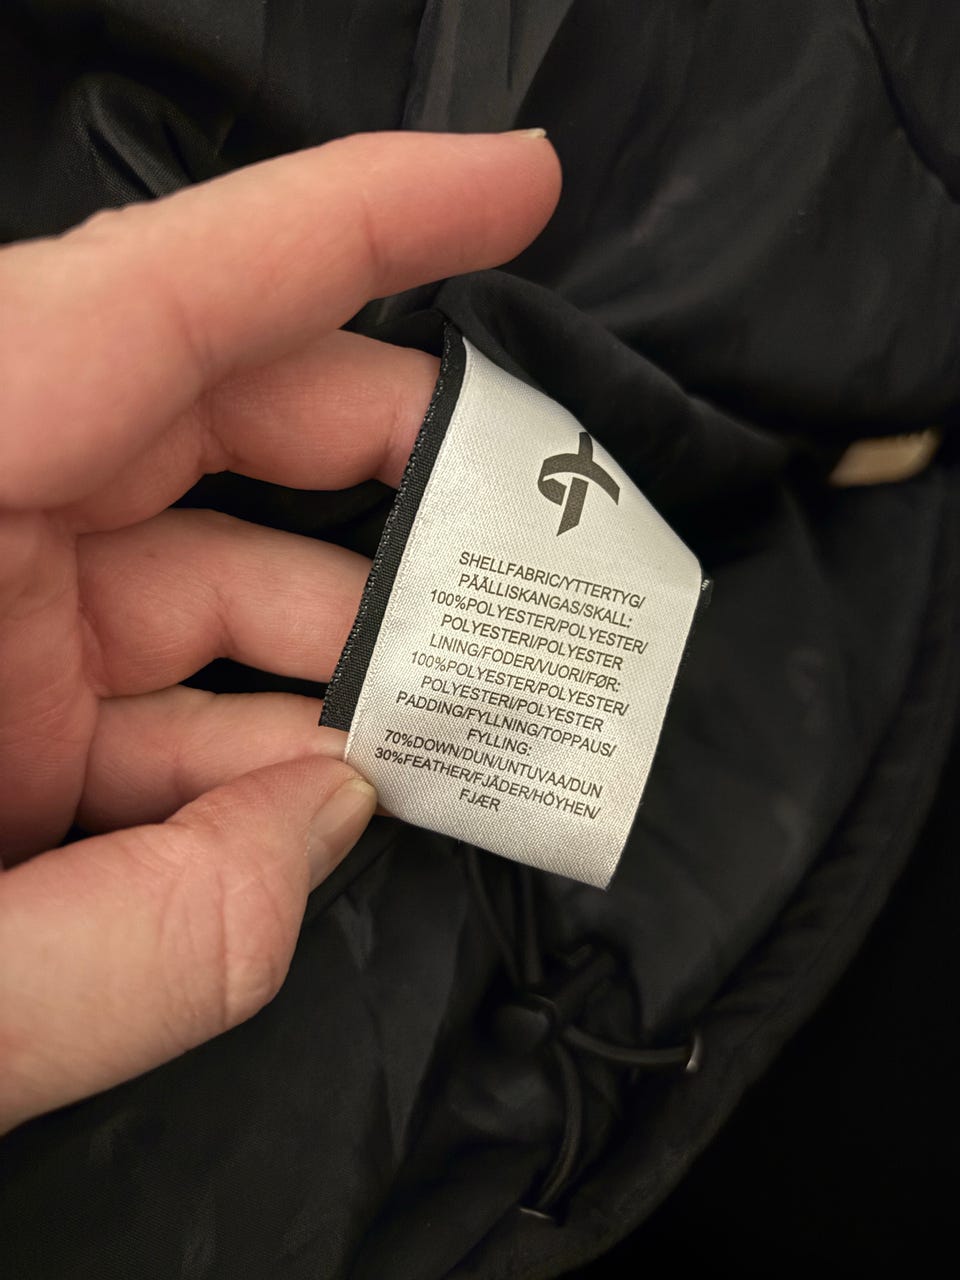 SHELLFABRIC/YTTERTYG/
PÄÄLLISKANGAS/SKALL:
100%POLYESTER/POLYESTER/
POLYESTERI/POLYESTER
LINING/FODER/VUORI/FØR:
100%POLYESTER/POLYESTER/
POLYESTERI/POLYESTER
PADDING/FYLLNING/TOPPAUS/
FYLLING:
70%DOWN/DUN/UNTUVAA/DUN
30%FEATHER/FJÄDER/HÖYHEN/
FJÆR